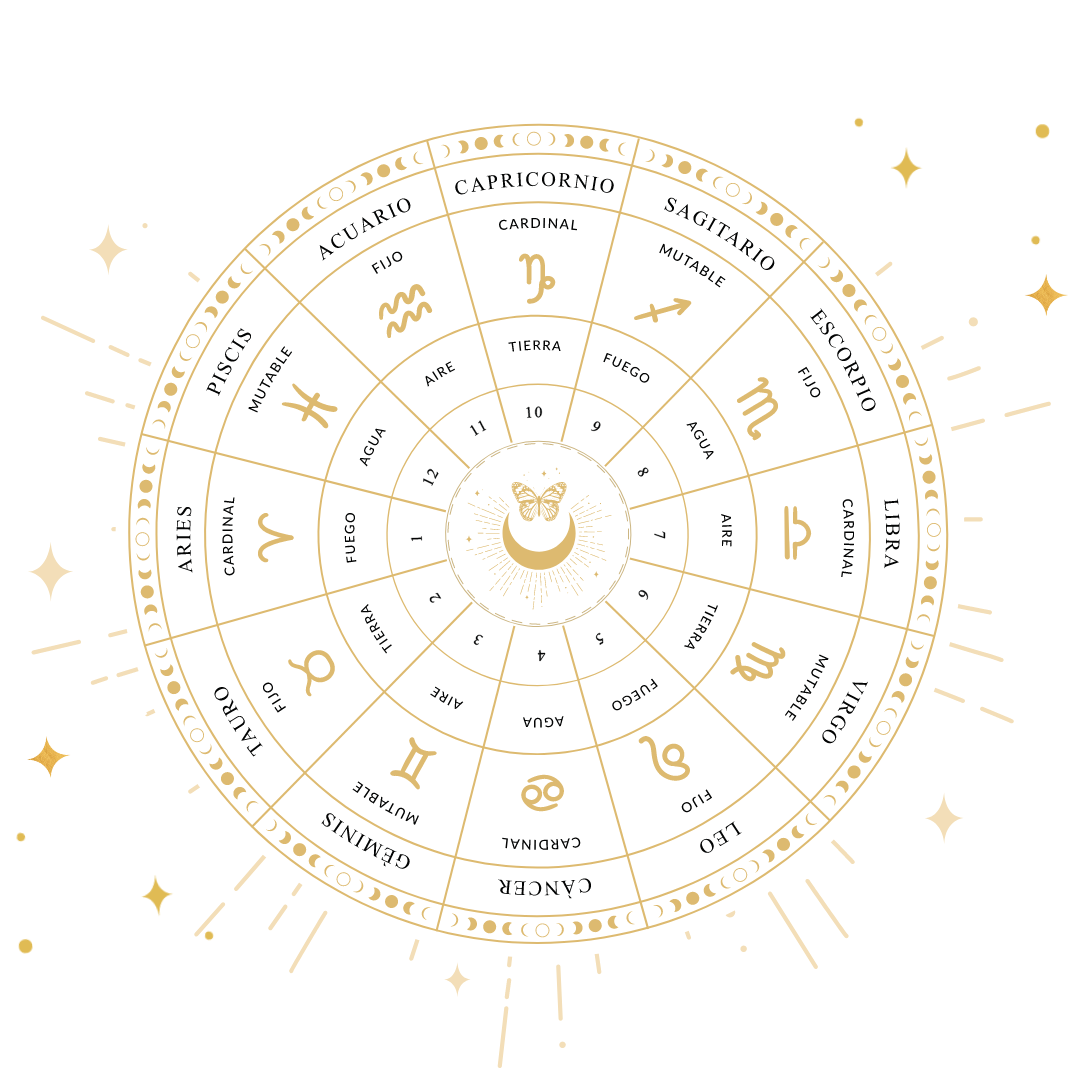 CAPRICORNIO
CARDINAL
TIERRA
10
SAGITARIO
MUTABLE
FUEGO
9
ESCORPIO
FIJO
AGUA
8
LIBRA
CARDINAL
AIRE
7
VIRGO
MUTABLE
TIERRA
6
LEO
FIJO
FUEGO
5
CÀNCER
CARDINAL
AGUA
4
GÈMINIS
MUTABLE
AIRE
3
TAURO
FIJO
TIERRA
2
ARIES
CARDINAL
FUEGO
1
PISCIS
MUTABLE
AGUA
12
ACUARIO
FIJO
AIRE
11